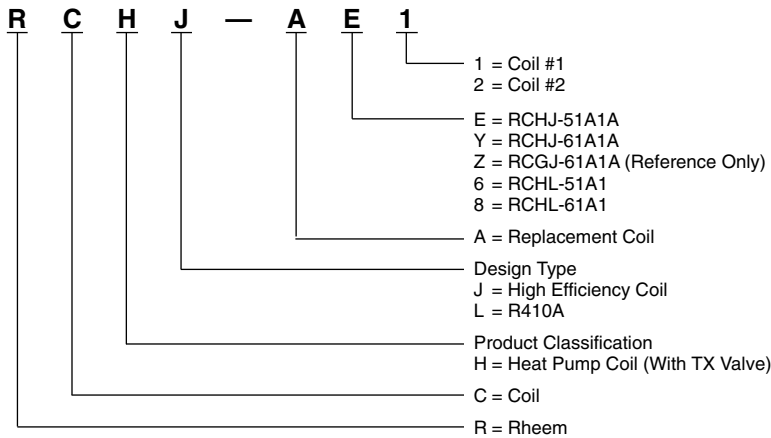 R C H J — A E 1
1 = Coil #1
2 = Coil #2
E = RCHJ-51A1A
Y = RCHJ-61A1A
Z = RCGJ-61A1A (Reference Only)
6 = RCHL-51A1
8 = RCHL-61A1
A = Replacement Coil
Design Type
J = High Efficiency Coil
L = R410A
Product Classification
H = Heat Pump Coil (With TX Valve)
C = Coil
R = Rheem